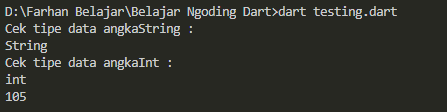 D:\Farhan Belajar\Belajar Ngoding Dart>dart testing.dart
Cek tipe data angkaString :
String
Cek tipe data angkaInt :
int
105